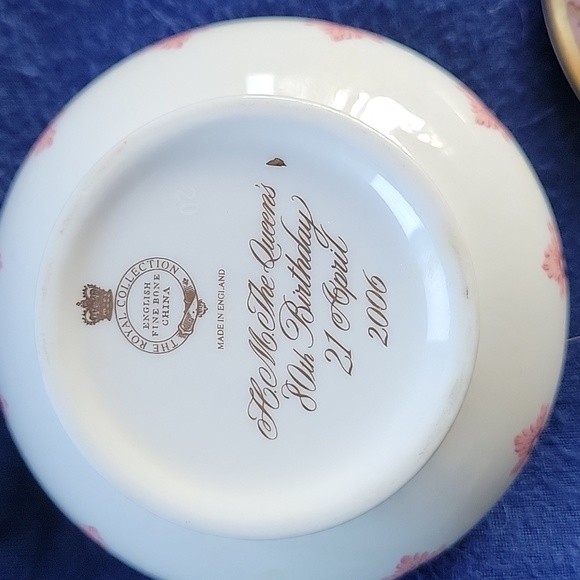 THE ROYAL COLLECTION
ENGLISH
FINE BONE
CHINA
MADE IN ENGLAND
H.M. The Queen's
80th Birthday
21 April
2006